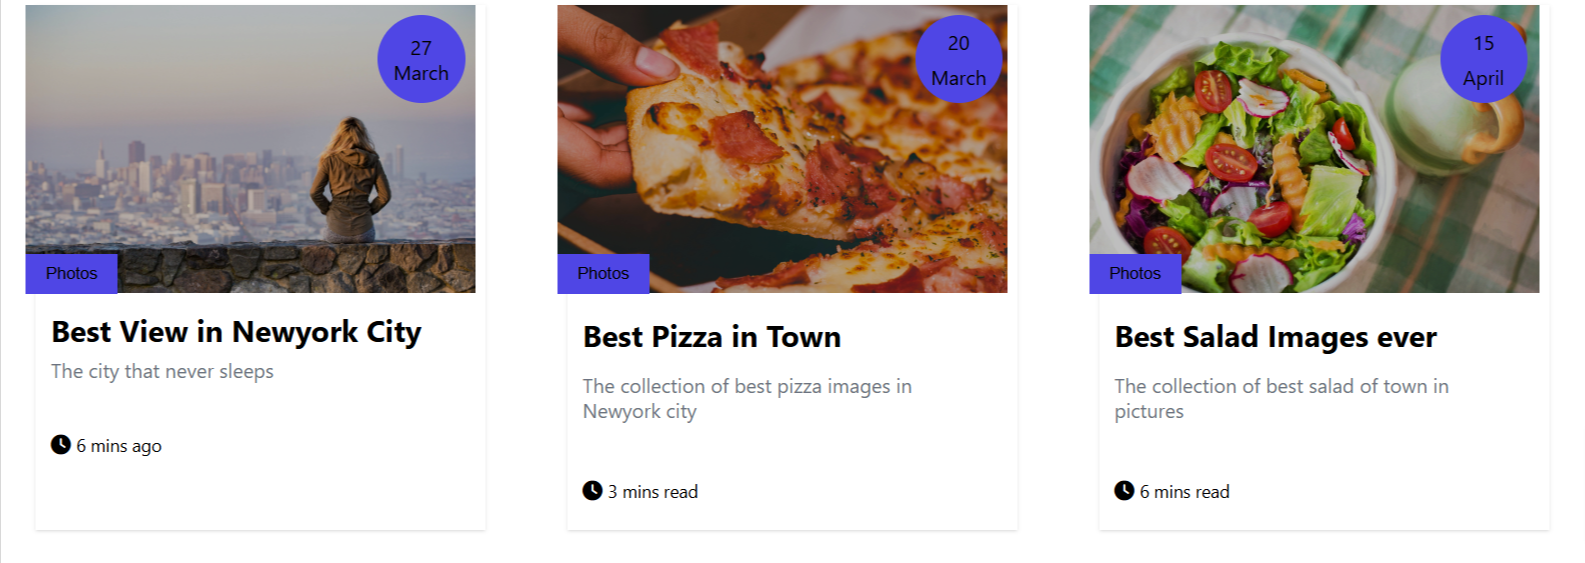 27
March
Photos
Best View in Newyork City
The city that never sleeps
6 mins ago
20
March
Photos
Best Pizza in Town
The collection of best pizza images in
Newyork city
3 mins read
15
April
Photos
Best Salad Images ever
The collection of best salad of town in
pictures
6 mins read